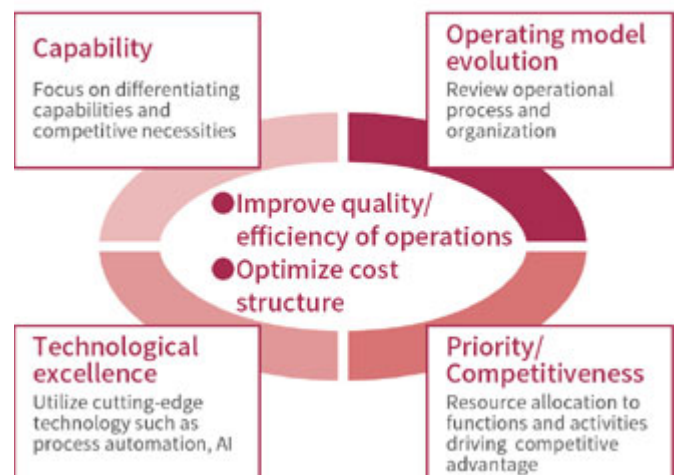 Capability
Focus on differentiating
capabilities and
competitive necessities
Operating model
evolution
Review operational
process and
organization
●Improve quality/
efficiency of operations
●Optimize cost
structure
Technological
excellence
Utilize cutting-edge
technology such as
process automation, AI
Priority/
Competitiveness
Resource allocation to
functions and activities
driving competitive
advantage